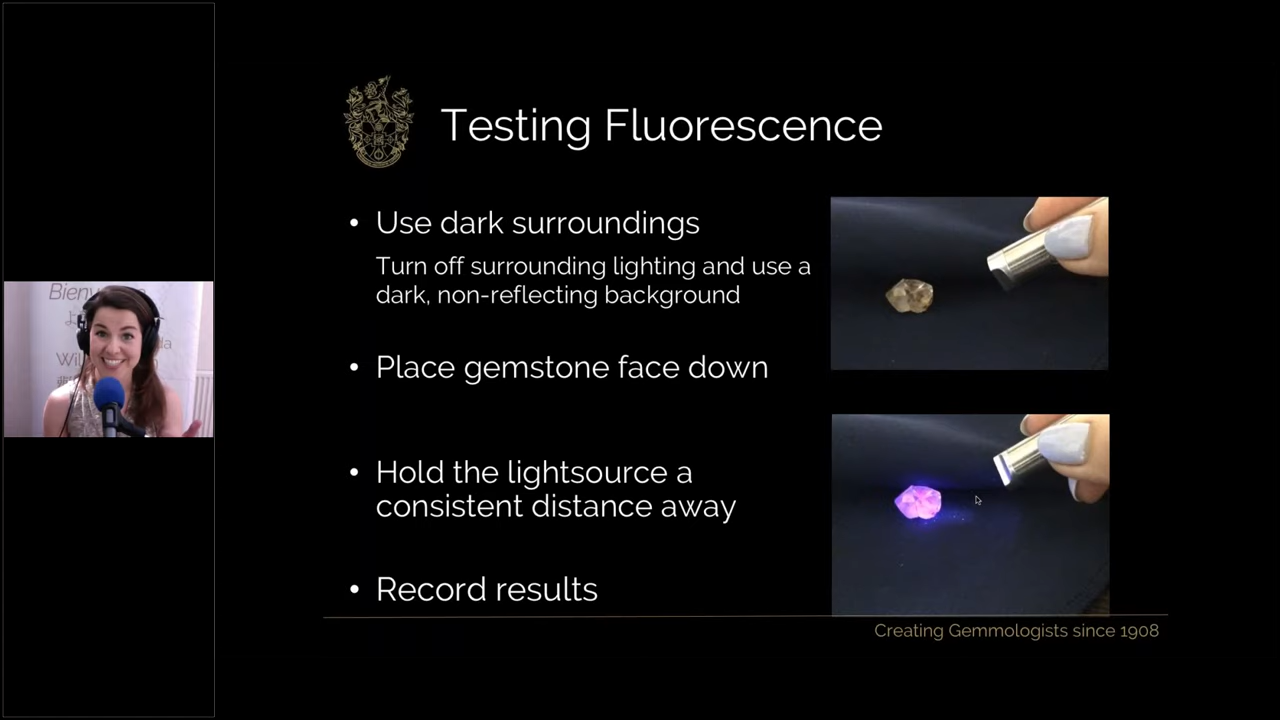 Testing Fluorescence
• Use dark surroundings
Turn off surrounding lighting and use a
dark, non-reflecting background
• Place gemstone face down
• Hold the lightsource a
consistent distance away
• Record results
Creating Gemmologists since 1908